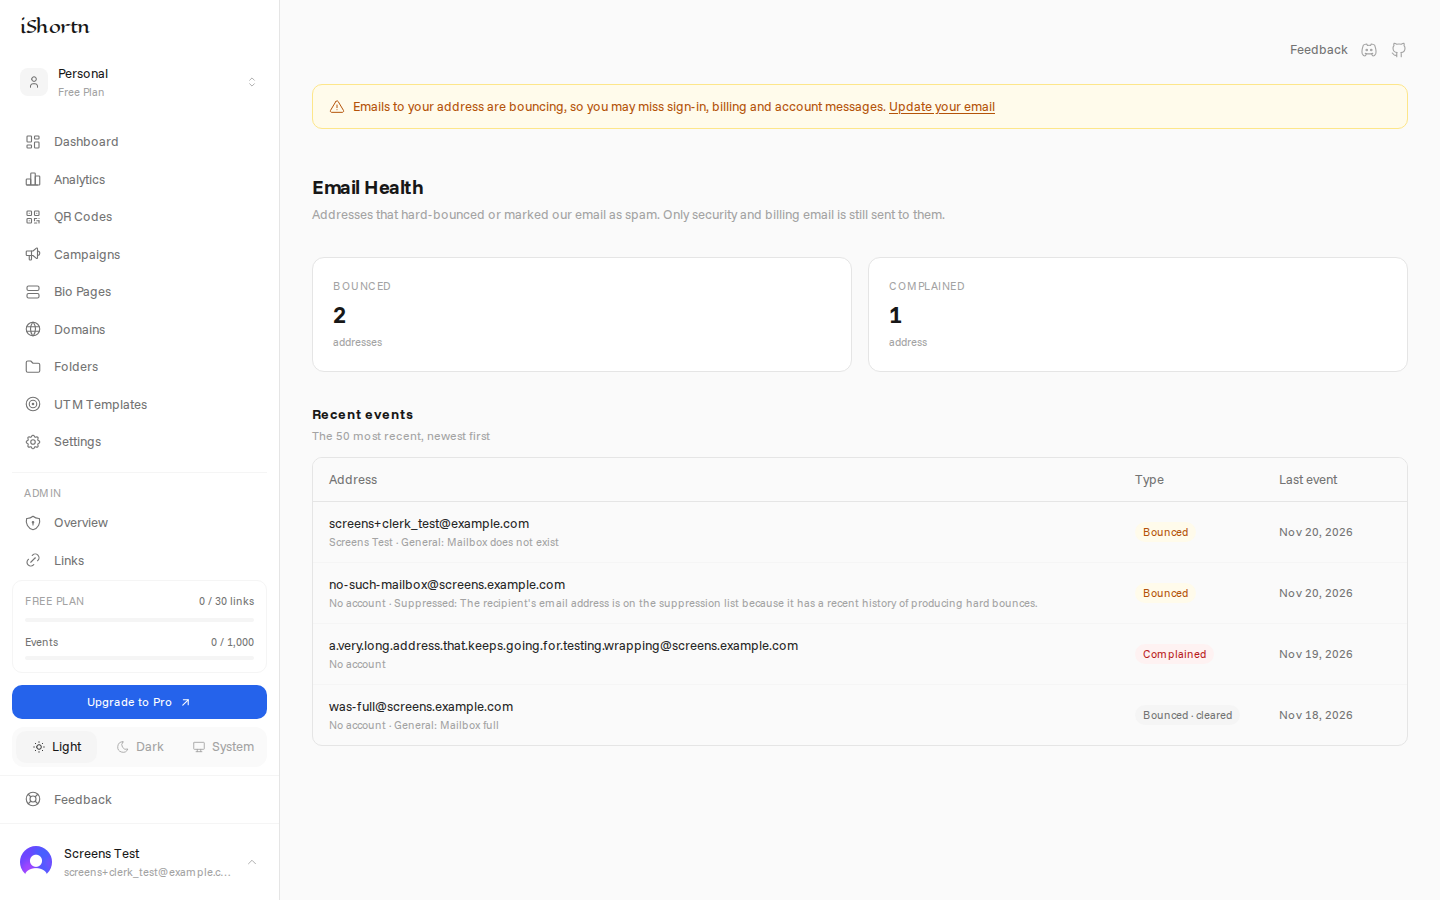 iShortn
Personal
Free Plan
Dashboard
Analytics
QR Codes
Campaigns
Bio Pages
Domains
Folders
UTM Templates
Settings
ADMIN
Overview
Links
FREE PLAN 0 / 30 links
Events 0 / 1,000
Upgrade to Pro
Light Dark System
Feedback
Screens Test
screens+clerk_test@example.c...
Feedback
Emails to your address are bouncing, so you may miss sign-in, billing and account messages. Update your email
Email Health
Addresses that hard-bounced or marked our email as spam. Only security and billing email is still sent to them.
BOUNCED
2
addresses
COMPLAINED
1
address
Recent events
The 50 most recent, newest first
Address Type Last event
screens+clerk_test@example.com
Screens Test · General: Mailbox does not exist
Bounced Nov 20, 2026
no-such-mailbox@screens.example.com
No account · Suppressed: The recipient's email address is on the suppression list because it has a recent history of producing hard bounces.
Bounced Nov 20, 2026
a.very.long.address.that.keeps.going.for.testing.wrapping@screens.example.com
No account
Complained Nov 19, 2026
was-full@screens.example.com
No account · General: Mailbox full
Bounced · cleared Nov 18, 2026